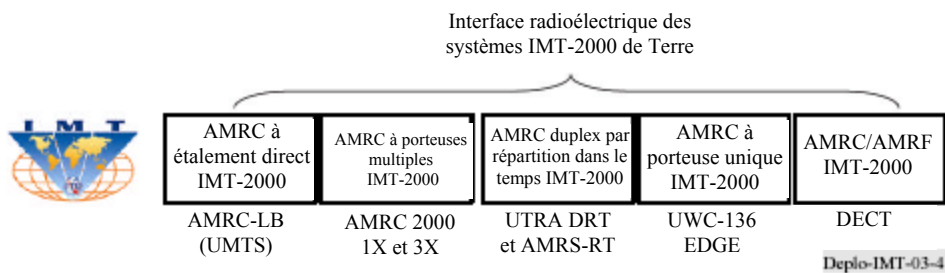 Interface radioélectrique des
systèmes IMT-2000 de Terre
I M T
AMRC à
étalement direct
IMT-2000
AMRC à porteuses
multiples
IMT-2000
AMRC duplex par
répartition dans le
temps IMT-2000
AMRC à
porteuse unique
IMT-2000
AMRC/AMRF
IMT-2000
AMRC-LB
(UMTS)
AMRC 2000
1X et 3X
UTRA DRT
et AMRS-RT
UWC-136
EDGE
DECT
Deplo-IMT-03-4